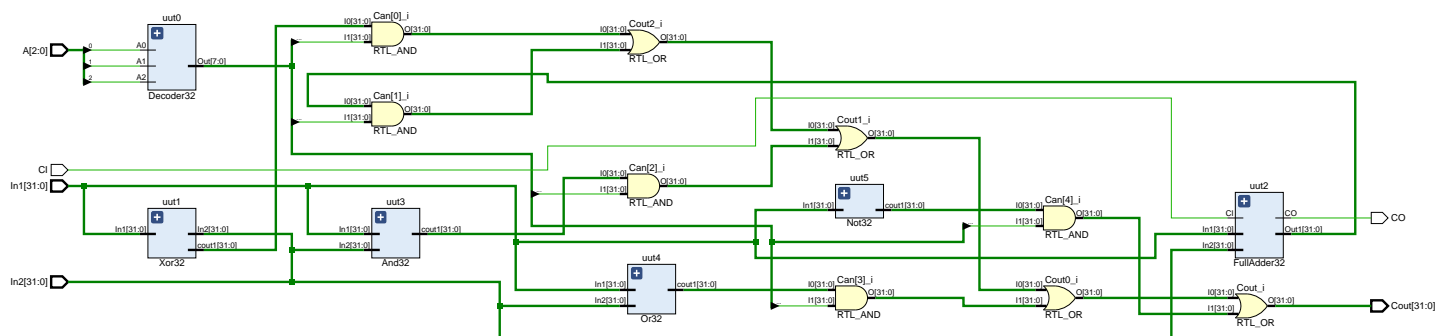 uut0
A[2:0]
0
1
2
A0
A1
A2
Out[7:0]
Decoder32
Can[0]_i
I0[31:0]
I1[31:0]
O[31:0]
RTL_AND
Cout2_i
I0[31:0]
I1[31:0]
O[31:0]
RTL_OR
Can[1]_i
I0[31:0]
I1[31:0]
O[31:0]
RTL_AND
Cout1_i
I0[31:0]
I1[31:0]
O[31:0]
RTL_OR
CI
In1[31:0]
In2[31:0]
Can[2]_i
I0[31:0]
I1[31:0]
O[31:0]
RTL_AND
uut1
In1[31:0]
In2[31:0]
cout1[31:0]
Xor32
uut3
In1[31:0]
In2[31:0]
cout1[31:0]
And32
uut5
In1[31:0]
cout1[31:0]
Not32
Can[4]_i
I0[31:0]
I1[31:0]
O[31:0]
RTL_AND
uut2
CI
In1[31:0]
In2[31:0]
CO
Out1[31:0]
FullAdder32
CO
uut4
In1[31:0]
In2[31:0]
cout1[31:0]
Or32
Can[3]_i
I0[31:0]
I1[31:0]
O[31:0]
RTL_AND
Cout0_i
I0[31:0]
I1[31:0]
O[31:0]
RTL_OR
Cout_i
I0[31:0]
I1[31:0]
O[31:0]
RTL_OR
Cout[31:0]